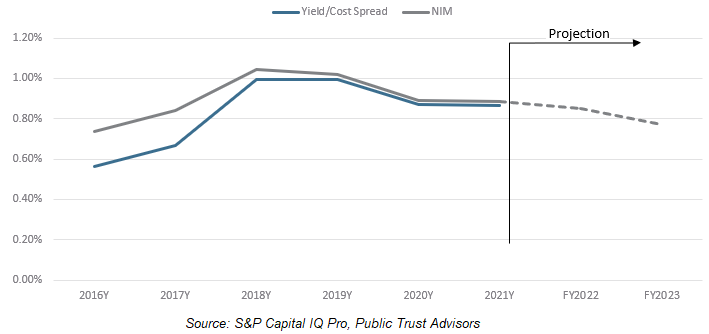 Yield/Cost Spread NIM
Projection
1.20%
1.00%
0.80%
0.60%
0.40%
0.20%
0.00%
2016Y 2017Y 2018Y 2019Y 2020Y 2021Y FY2022 FY2023
Source: S&P Capital IQ Pro, Public Trust Advisors